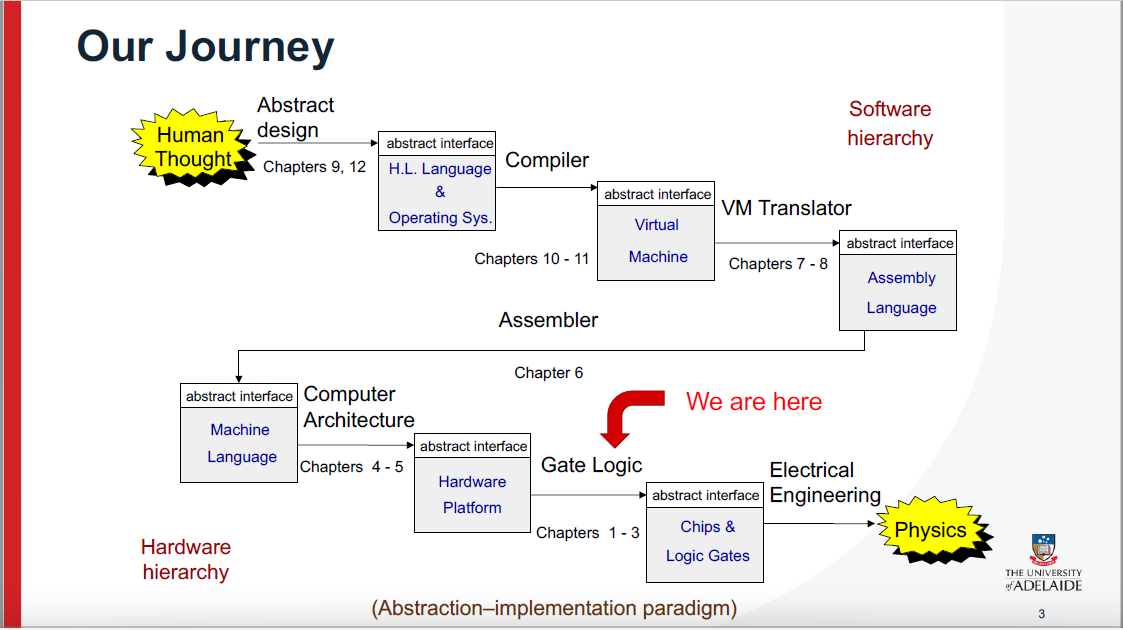 Our Journey
Human
Thought
Abstract
design
Chapters 9, 12
abstract interface
H.L. Language
&
Operating Sys.
Compiler
Chapters 10 - 11
abstract interface
Virtual
Machine
VM Translator
Chapters 7 - 8
abstract interface
Assembly
Language
Software
hierarchy
Assembler
Chapter 6
abstract interface
Machine
Language
Computer
Architecture
Chapters 4 - 5
abstract interface
Hardware
Platform
We are here
Gate Logic
Chapters 1 - 3
abstract interface
Chips &
Logic Gates
Electrical
Engineering
Physics
Hardware
hierarchy
(Abstraction–implementation paradigm)
THE UNIVERSITY
of ADELAIDE
3